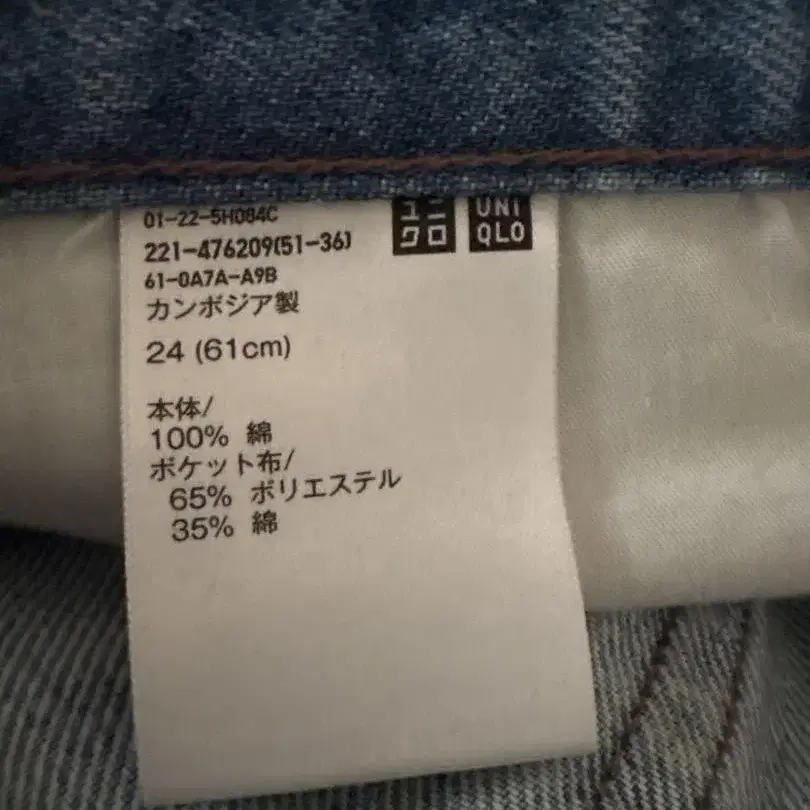 01-22-5H084C
ユニ
クロ
UNI
QLO
221-476209(51-36)
61-0A7A-A9B
カンボジア製
24 (61cm)
本体/
100% 綿
ポケット布/
65% ポリエステル
35% 綿